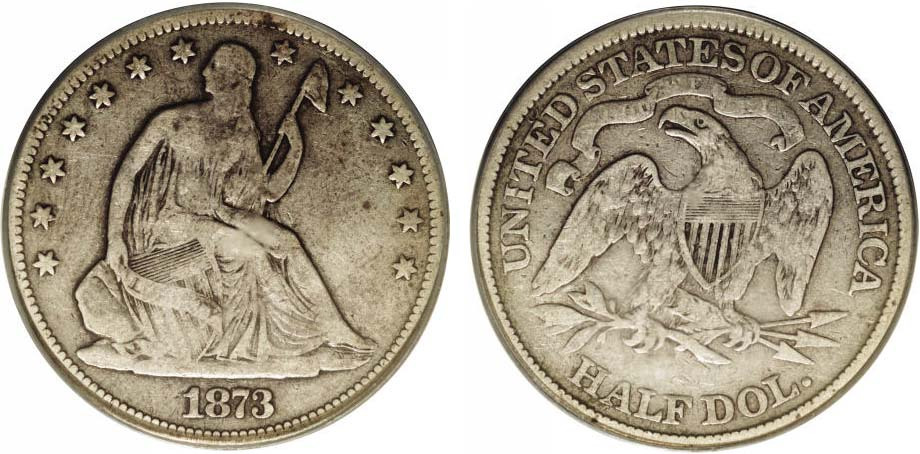 1873
UNITED STATES OF AMERICA
HALF DOL.